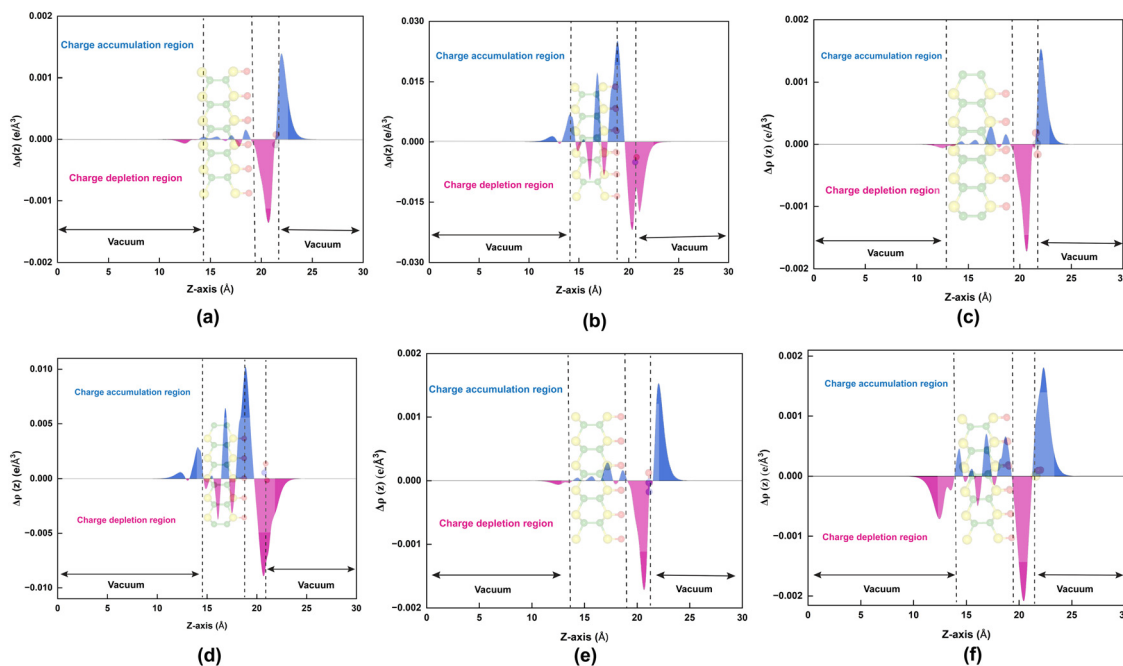 0.002
Charge accumulation region
0.001
0.000
Δρ(z) (e/Å³)
Charge depletion region
−0.001
Vacuum
Vacuum
−0.002
0 5 10 15 20 25 30
Z-axis (Å)
(a)
0.030
Charge accumulation region
0.015
0.000
Δρ(z) (e/Å³)
Charge depletion region
−0.015
Vacuum
Vacuum
−0.030
0 5 10 15 20 25 30
Z-axis (Å)
(b)
0.002
Charge accumulation region
0.001
0.000
Δρ (z) (e/Å³)
Charge depletion region
−0.001
Vacuum
Vacuum
−0.002
0 5 10 15 20 25 30
Z-axis (Å)
(c)
0.010
Charge accumulation region
0.005
0.000
Δρ (z) (e/Å³)
Charge depletion region
−0.005
Vacuum
Vacuum
−0.010
0 5 10 15 20 25 30
Z-axis (Å)
(d)
0.002
Charge accumulation region
0.001
0.000
Δρ (z) (e/Å³)
Charge depletion region
−0.001
Vacuum
Vacuum
−0.002
0 5 10 15 20 25 30
Z-axis (Å)
(e)
0.002
Charge accumulation region
0.001
0.000
Δρ (z) (e/Å³)
Charge depletion region
−0.001
Vacuum
Vacuum
−0.002
0 5 10 15 20 25 30
Z-axis (Å)
(f)